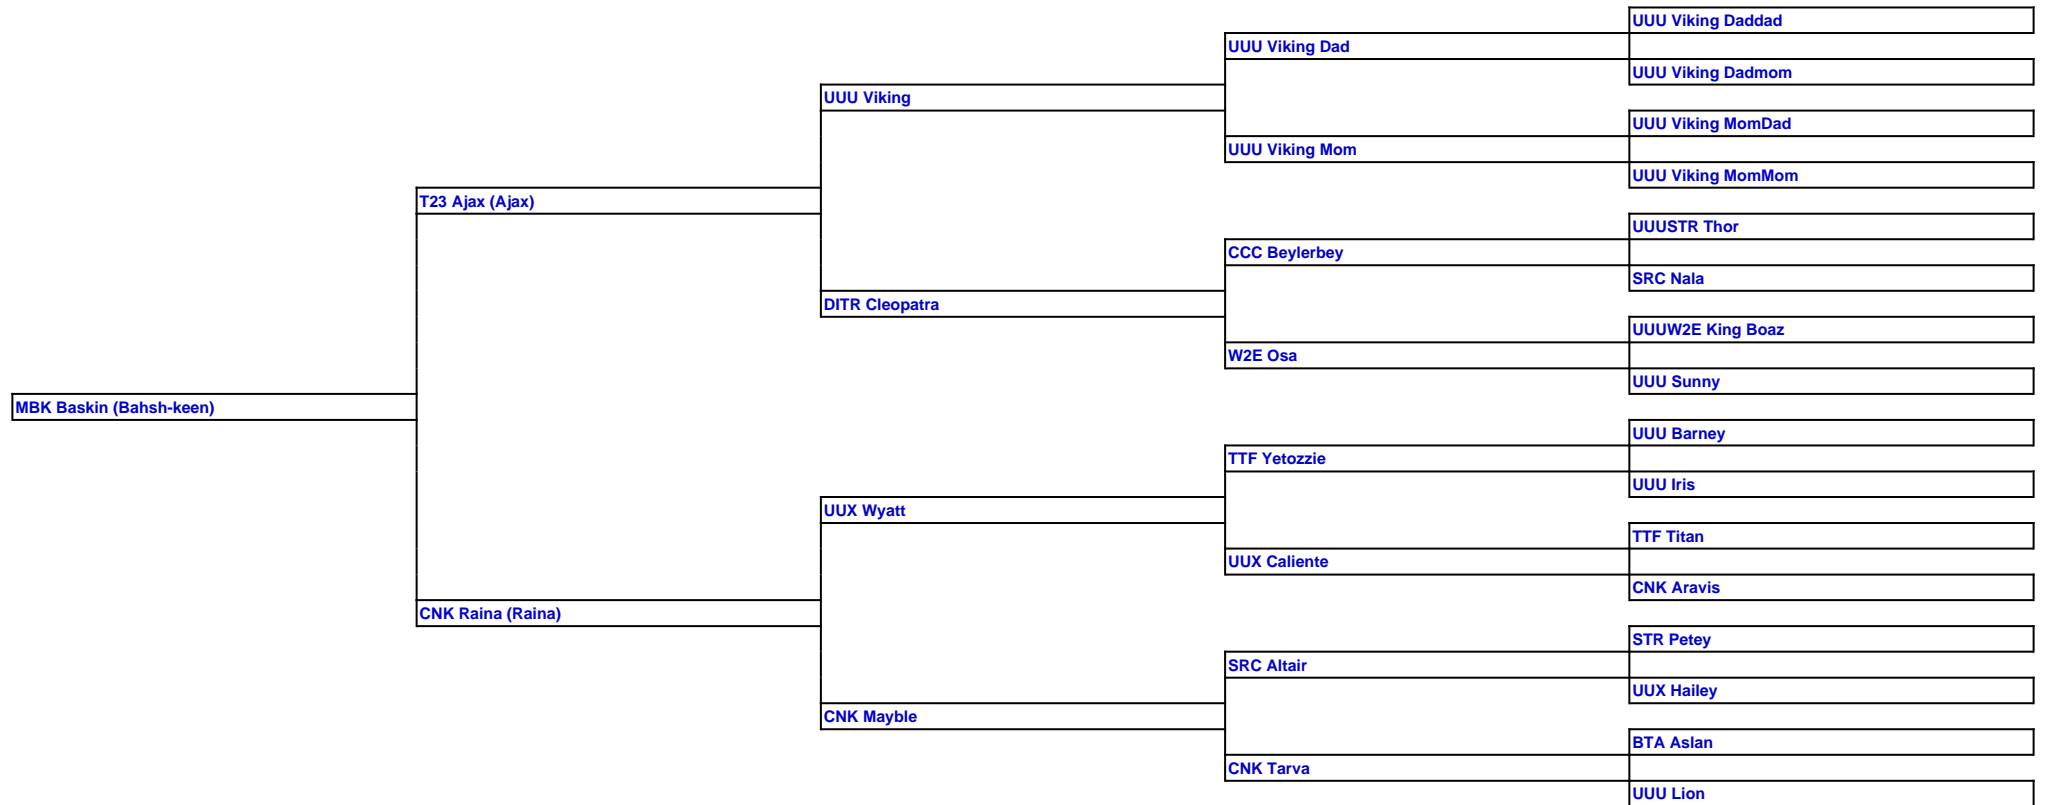 UUU Viking Daddad
UUU Viking Dad
UUU Viking Dadmom
UUU Viking
UUU Viking MomDad
UUU Viking Mom
UUU Viking MomMom
T23 Ajax (Ajax)
UUUSTR Thor
CCC Beylerbey
SRC Nala
DITR Cleopatra
UUUW2E King Boaz
W2E Osa
UUU Sunny
MBK Baskin (Bahsh-keen)
UUU Barney
TTF Yetozzie
UUU Iris
UUX Wyatt
TTF Titan
UUX Caliente
CNK Aravis
CNK Raina (Raina)
STR Petey
SRC Altair
UUX Hailey
CNK Mayble
BTA Aslan
CNK Tarva
UUU Lion